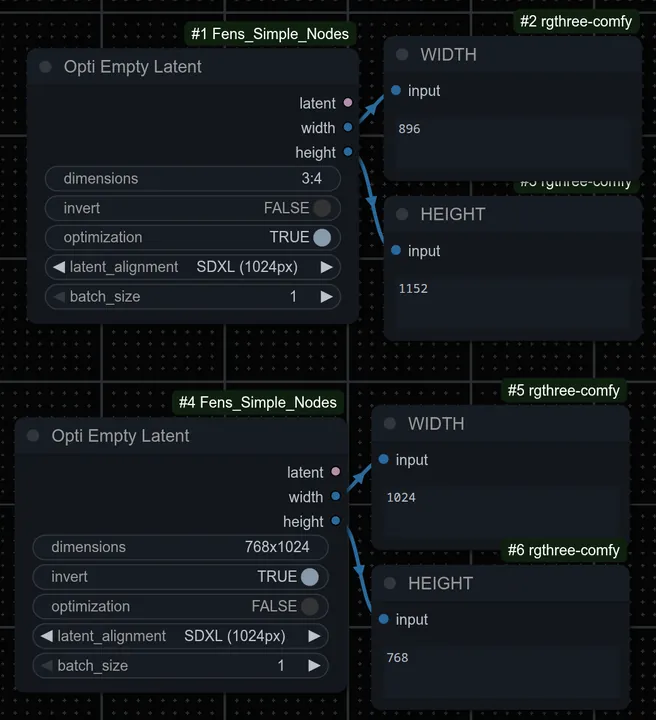 #1 Fens_Simple_Nodes
Opti Empty Latent
latent
width
height
dimensions 3:4
invert FALSE
optimization TRUE
latent_alignment SDXL (1024px)
batch_size 1
#2 rgthree-comfy
WIDTH
input
896
#3 rgthree-comfy
HEIGHT
input
1152
#4 Fens_Simple_Nodes
Opti Empty Latent
latent
width
height
dimensions 768x1024
invert TRUE
optimization FALSE
latent_alignment SDXL (1024px)
batch_size 1
#5 rgthree-comfy
WIDTH
input
1024
#6 rgthree-comfy
HEIGHT
input
768